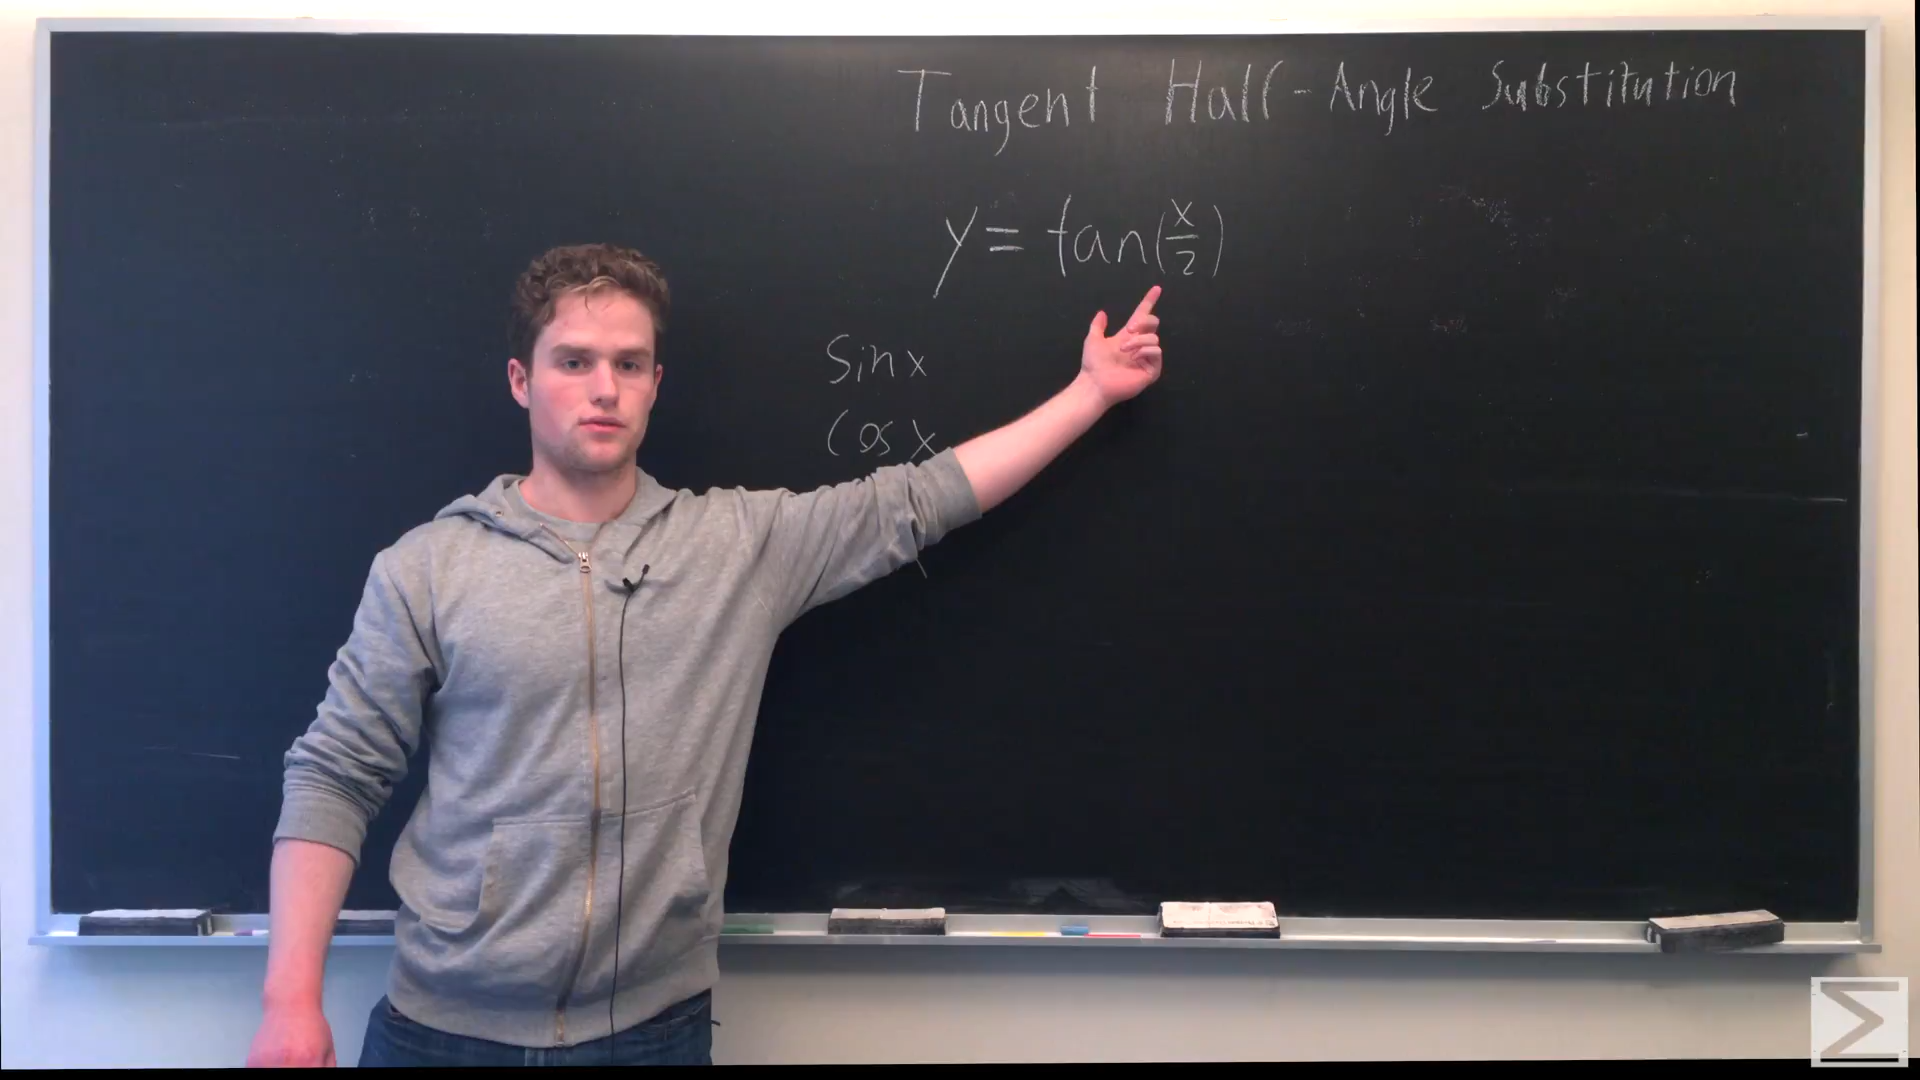 Tangent Half-Angle Substitution
y = tan(x/2)
Sin x
Cos x
Σ